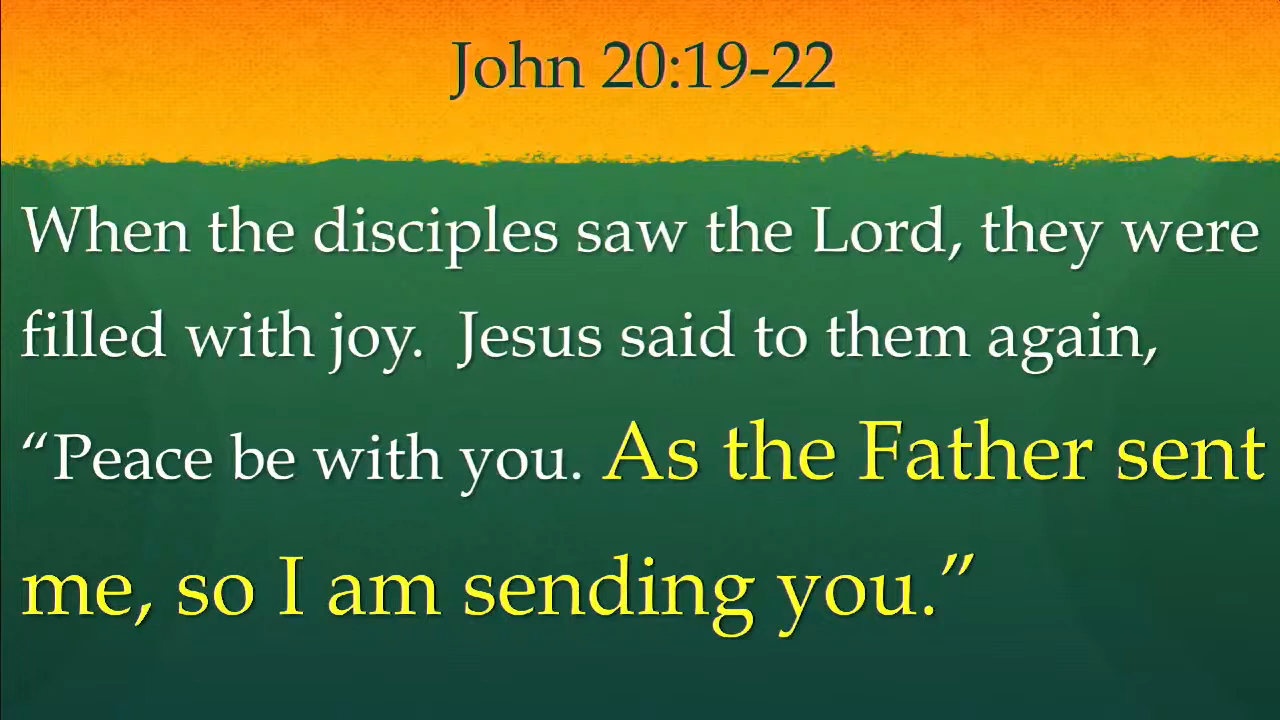 John 20:19-22
When the disciples saw the Lord, they were
filled with joy.  Jesus said to them again,
“Peace be with you. As the Father sent
me, so I am sending you.”